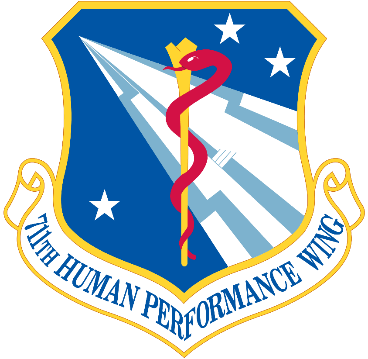 711TH HUMAN PERFORMANCE WING